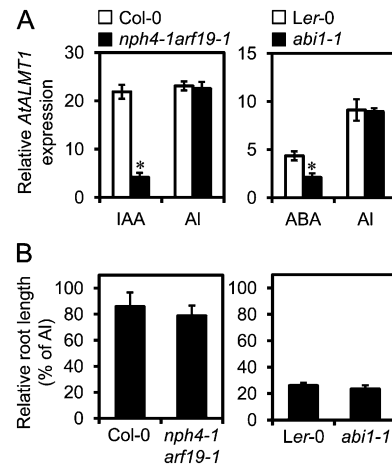 A
Col-0
nph4-1arf19-1
Ler-0
abi1-1
Relative AtALMT1
expression
30
20
10
0
*
IAA
Al
15
10
5
0
*
ABA
Al
B
Relative root length
(% of Al)
100
80
60
40
20
0
Col-0
nph4-1
arf19-1
100
80
60
40
20
0
Ler-0
abi1-1